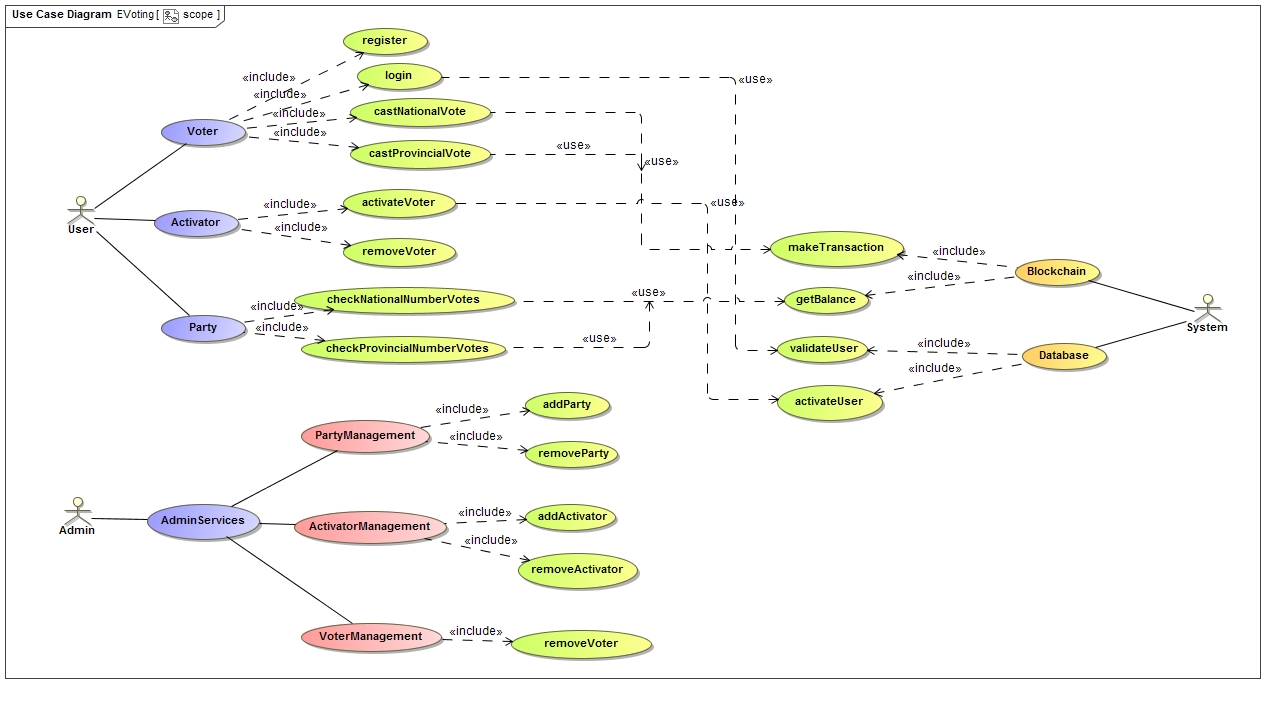 Use Case Diagram EVoting [ scope ]
register
«include»
login
«use»
«include»
castNationalVote
«include»
Voter
«include»
castProvincialVote
«use»
«use»
User
Activator
«include»
activateVoter
«use»
«include»
removeVoter
makeTransaction
«include»
Blockchain
«include»
getBalance
System
Party
«include»
checkNationalNumberVotes
«use»
«include»
checkProvincialNumberVotes
«use»
validateUser
«include»
Database
«include»
activateUser
PartyManagement
«include»
addParty
«include»
removeParty
Admin
AdminServices
ActivatorManagement
«include»
addActivator
«include»
removeActivator
VoterManagement
«include»
removeVoter